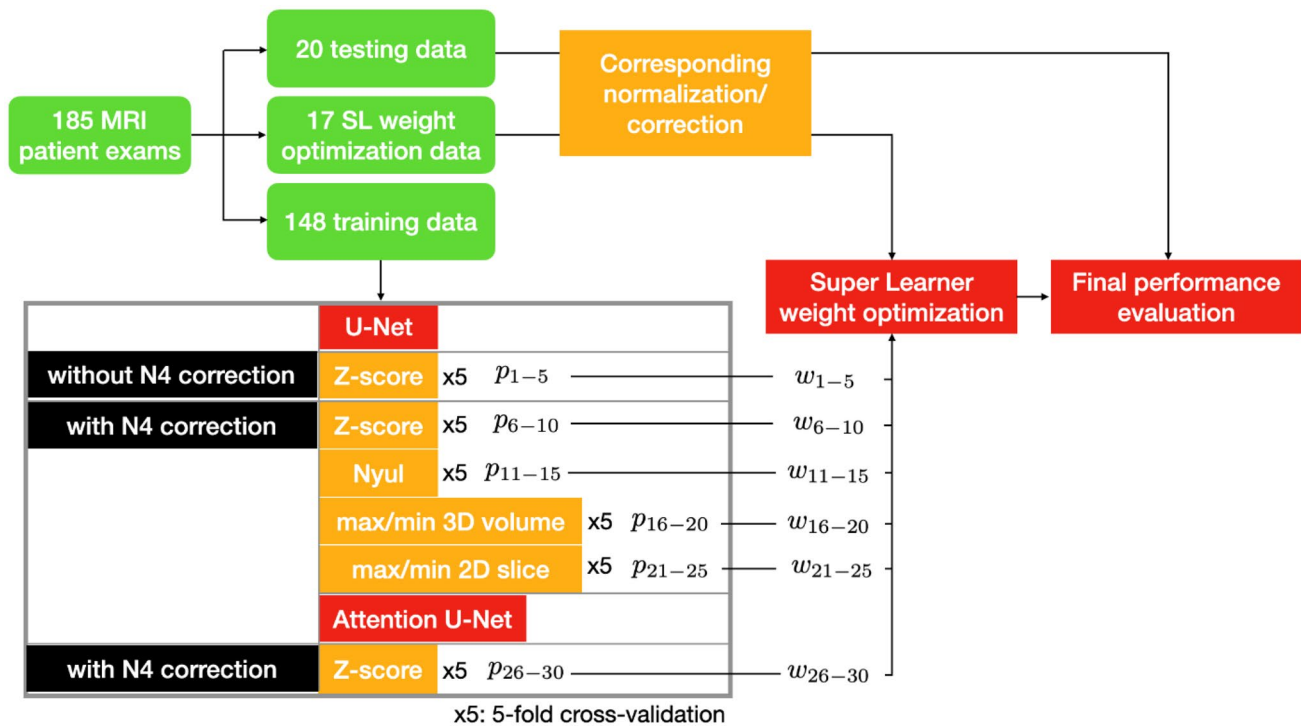 20 testing data
185 MRI
patient exams
17 SL weight
optimization data
148 training data
Corresponding
normalization/
correction
Super Learner
weight optimization
Final performance
evaluation
U-Net
without N4 correction Z-score x5 p1−5 w1−5
with N4 correction Z-score x5 p6−10 w6−10
Nyul x5 p11−15 w11−15
max/min 3D volume x5 p16−20 w16−20
max/min 2D slice x5 p21−25 w21−25
Attention U-Net
with N4 correction Z-score x5 p26−30 w26−30
x5: 5-fold cross-validation